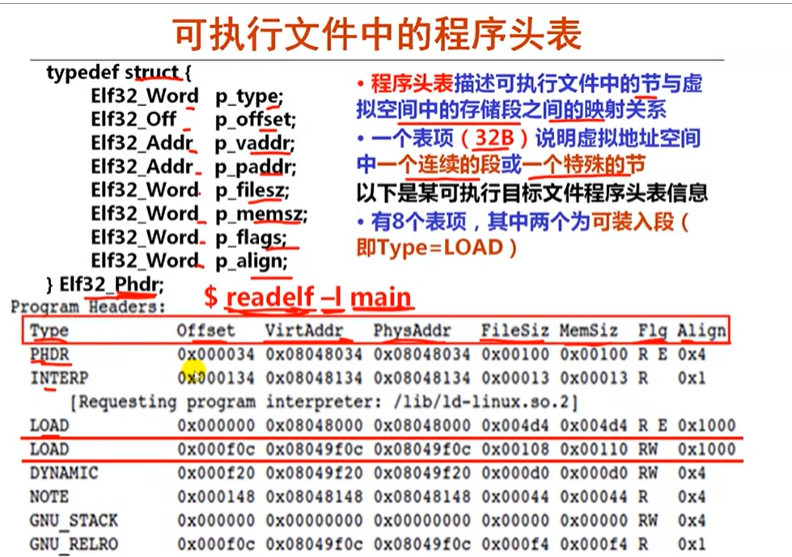 可执行文件中的程序头表
typedef struct {
Elf32_Word p_type;
Elf32_Off p_offset;
Elf32_Addr p_vaddr;
Elf32_Addr p_paddr;
Elf32_Word p_filesz;
Elf32_Word p_memsz;
Elf32_Word p_flags;
Elf32_Word p_align;
} Elf32_Phdr;
• 程序头表描述可执行文件中的节与虚
拟空间中的存储段之间的映射关系
• 一个表项（32B）说明虚拟地址空间
中一个连续的段或一个特殊的节
以下是某可执行目标文件程序头表信息
• 有8个表项，其中两个为可装入段（
即Type=LOAD）
$ readelf –l main
Program Headers:
Type Offset VirtAddr PhysAddr FileSiz MemSiz Flg Align
PHDR 0x000034 0x08048034 0x08048034 0x00100 0x00100 R E 0x4
INTERP 0x000134 0x08048134 0x08048134 0x00013 0x00013 R 0x1
[Requesting program interpreter: /lib/ld-linux.so.2]
LOAD 0x000000 0x08048000 0x08048000 0x004d4 0x004d4 R E 0x1000
LOAD 0x000f0c 0x08049f0c 0x08049f0c 0x00108 0x00110 RW 0x1000
DYNAMIC 0x000f20 0x08049f20 0x08049f20 0x000d0 0x000d0 RW 0x4
NOTE 0x000148 0x08048148 0x08048148 0x00044 0x00044 R 0x4
GNU_STACK 0x000000 0x00000000 0x00000000 0x00000 0x00000 RW 0x4
GNU_RELRO 0x000f0c 0x08049f0c 0x08049f0c 0x000f4 0x000f4 R 0x1